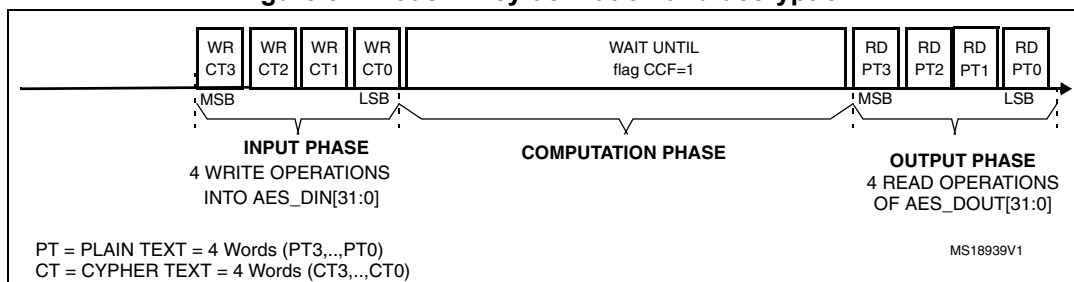 WR CT3
WR CT2
WR CT1
WR CT0
WAIT UNTIL
flag CCF=1
RD PT3
RD PT2
RD PT1
RD PT0
MSB
LSB
MSB
LSB
INPUT PHASE
4 WRITE OPERATIONS
INTO AES_DIN[31:0]
COMPUTATION PHASE
OUTPUT PHASE
4 READ OPERATIONS
OF AES_DOUT[31:0]
PT = PLAIN TEXT = 4 Words (PT3,..,PT0)
CT = CYPHER TEXT = 4 Words (CT3,..,CT0)
MS18939V1